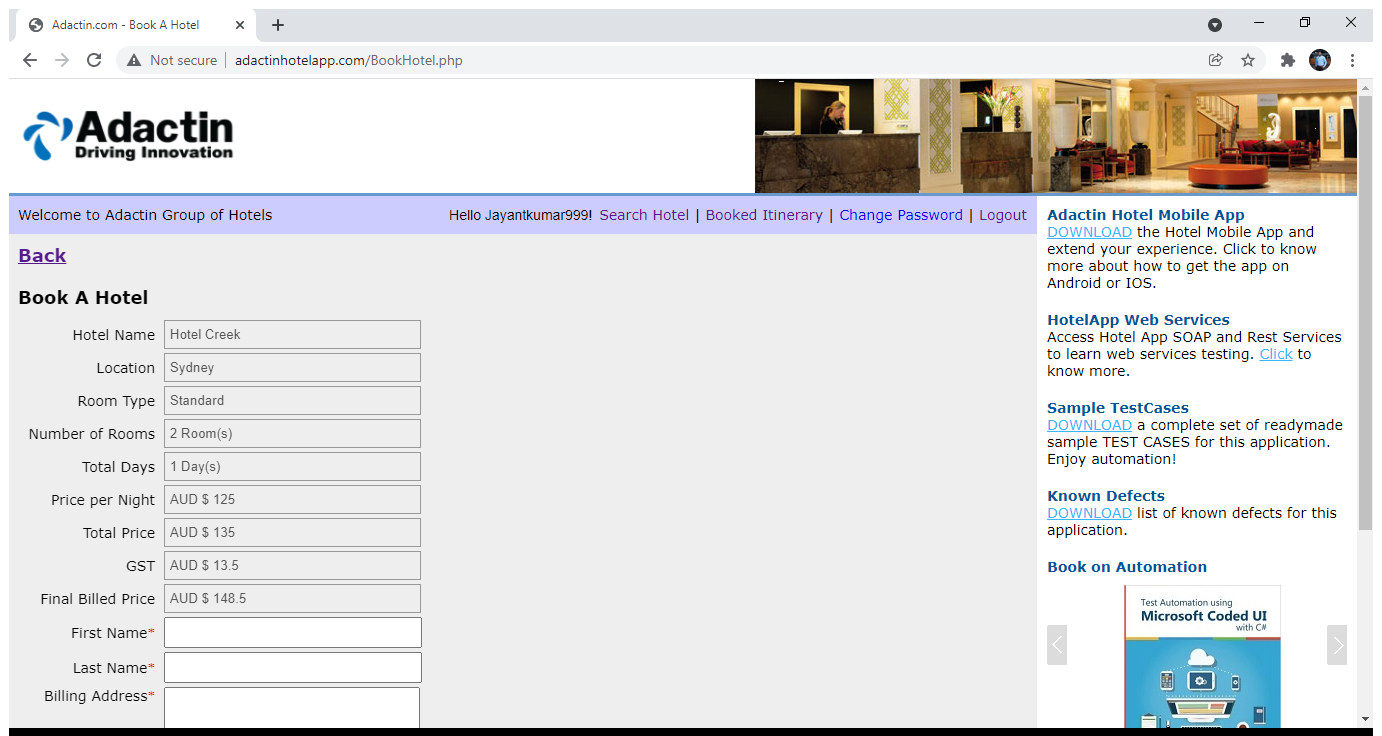 Adactin.com - Book A Hotel
Not secure adactinhotelapp.com/BookHotel.php
Adactin
Driving Innovation
Welcome to Adactin Group of Hotels
Hello Jayantkumar999! Search Hotel | Booked Itinerary | Change Password | Logout
Back
Book A Hotel
Hotel Name Hotel Creek
Location Sydney
Room Type Standard
Number of Rooms 2 Room(s)
Total Days 1 Day(s)
Price per Night AUD $ 125
Total Price AUD $ 135
GST AUD $ 13.5
Final Billed Price AUD $ 148.5
First Name*
Last Name*
Billing Address*
Adactin Hotel Mobile App
DOWNLOAD the Hotel Mobile App and
extend your experience. Click to know
more about how to get the app on
Android or IOS.
HotelApp Web Services
Access Hotel App SOAP and Rest Services
to learn web services testing. Click to
know more.
Sample TestCases
DOWNLOAD a complete set of readymade
sample TEST CASES for this application.
Enjoy automation!
Known Defects
DOWNLOAD list of known defects for this
application.
Book on Automation
Test Automation using
Microsoft Coded UI
with C#